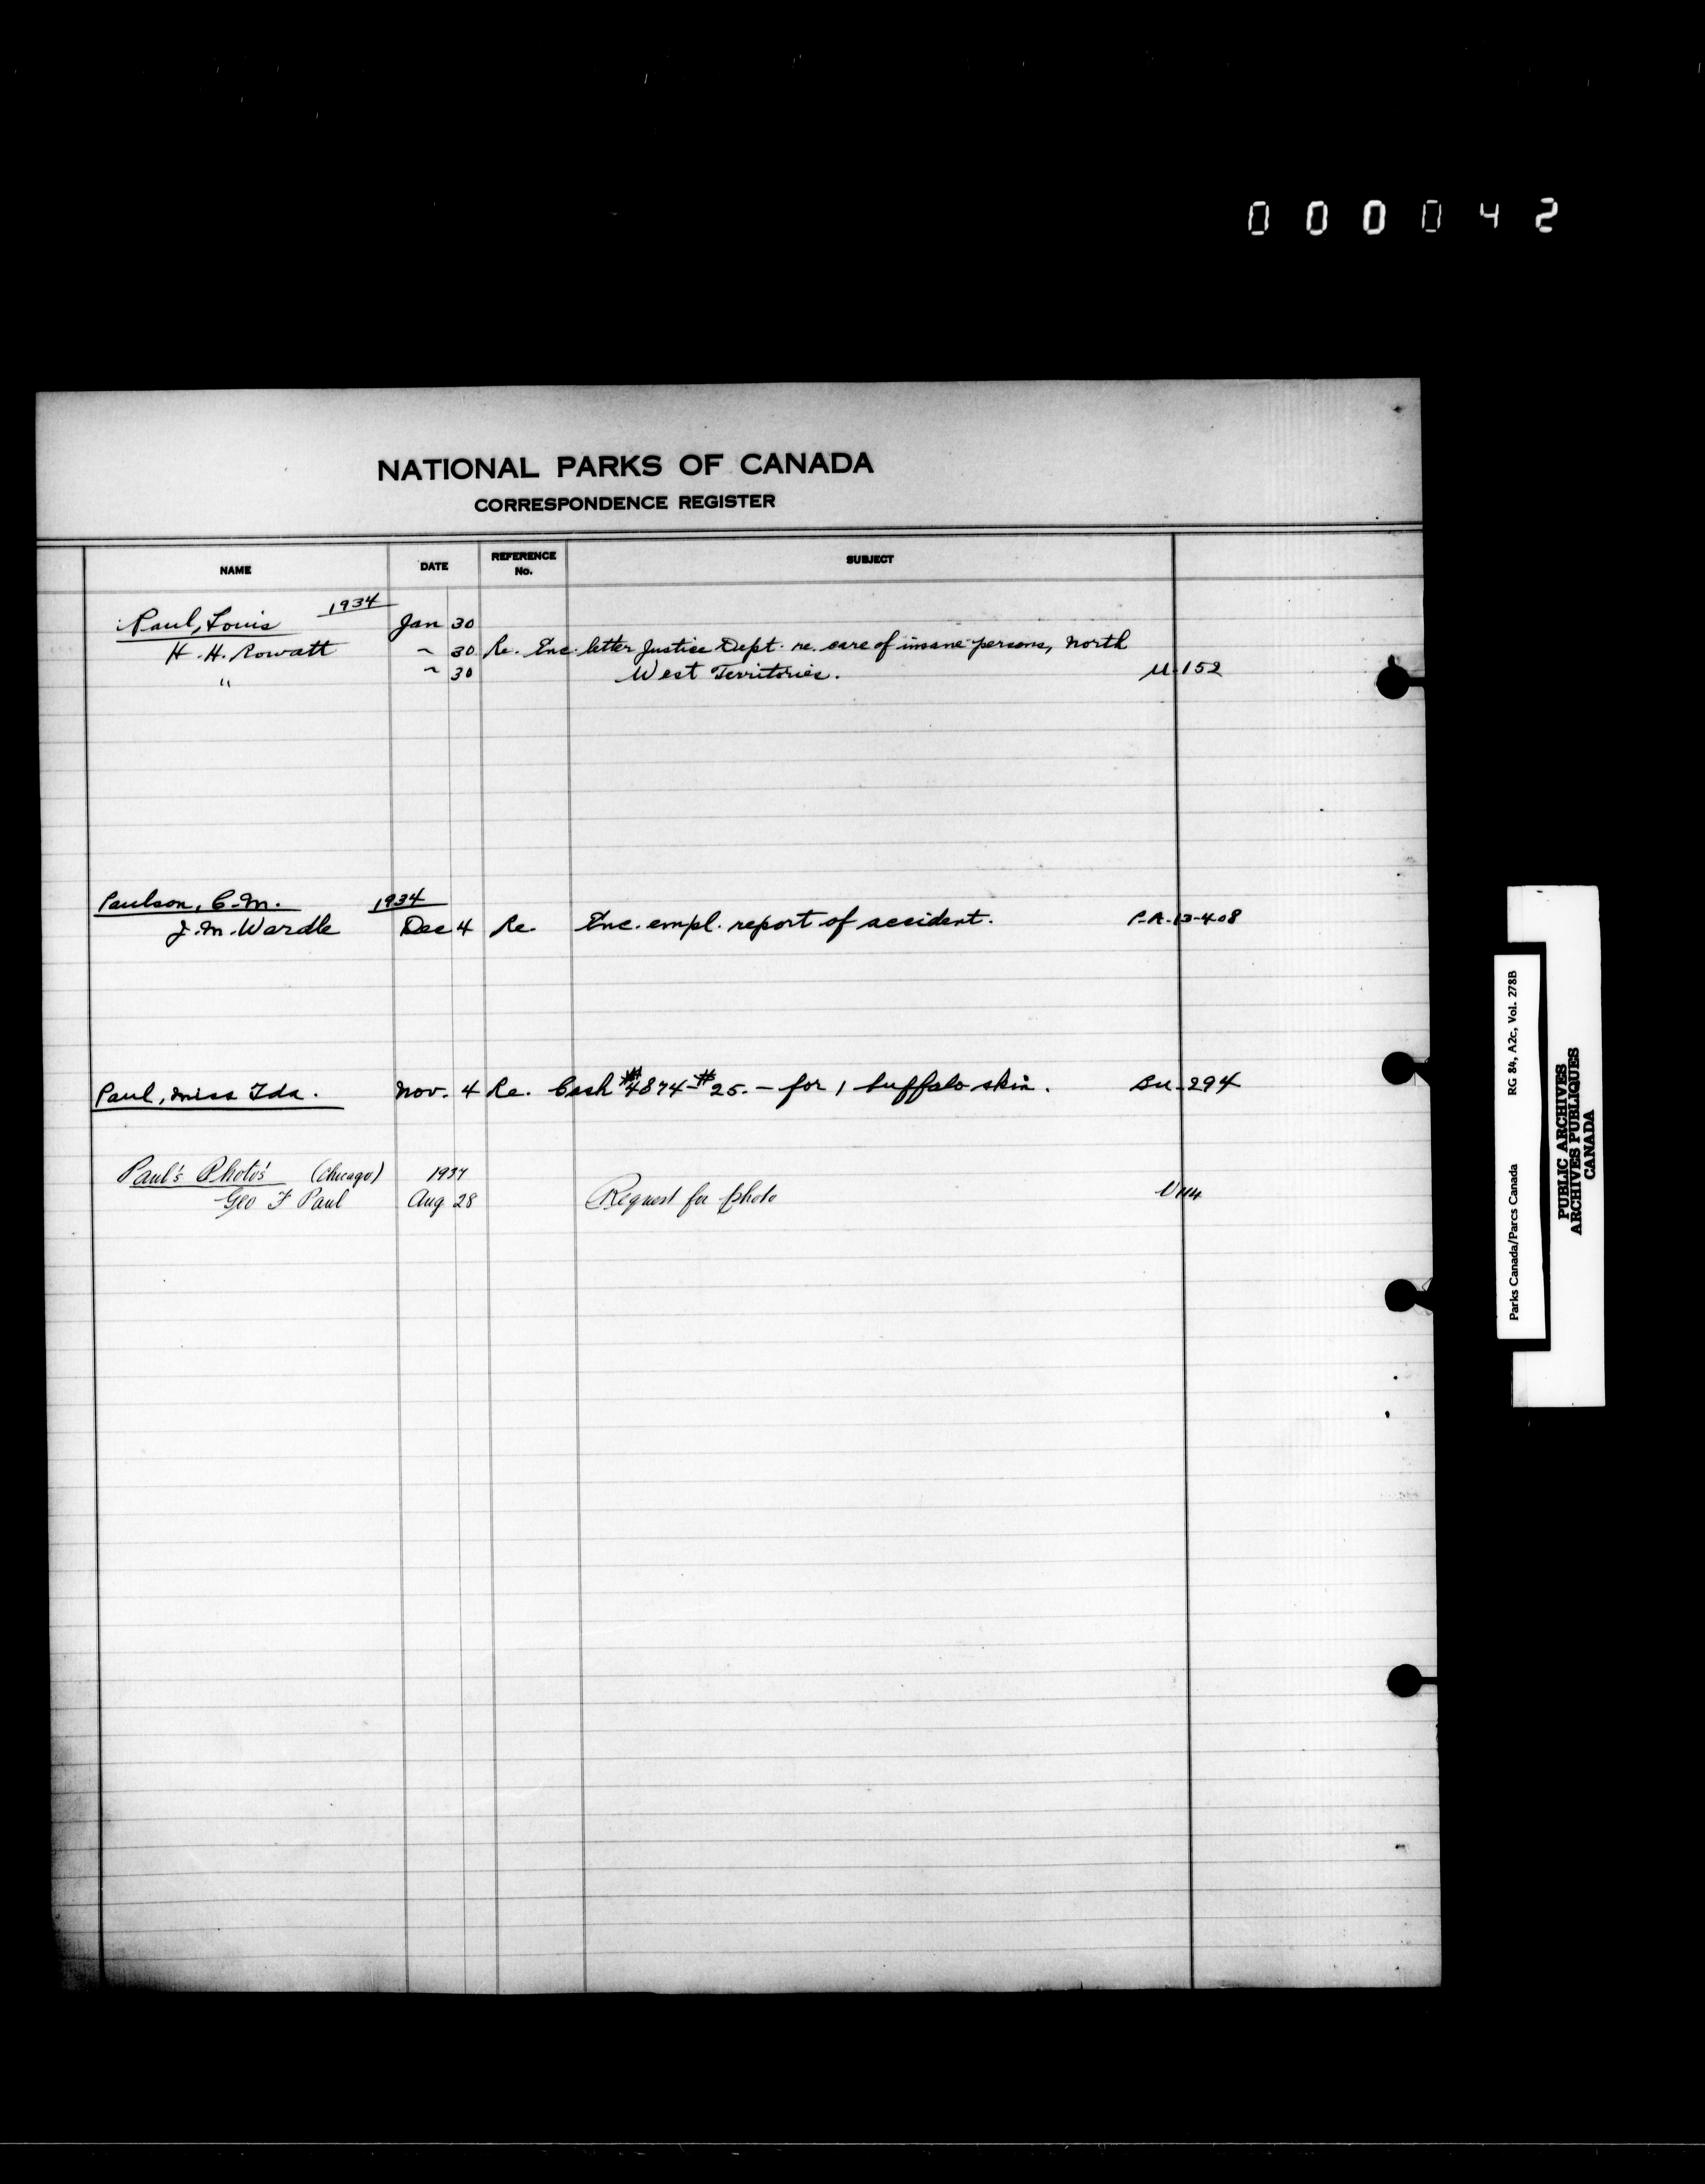 000042
NATIONAL PARKS OF CANADA
CORRESPONDENCE REGISTER
NAME DATE REFERENCE No. SUBJECT
Paul, Louis 1934 Jan 30
H. H. Rowatt " 30 Re. Enc. letter Justice Dept. re. care of insane persons, North
" " 30 West Territories. U-152
Paulson, C.M. 1934
J.M. Wardle Dec 4 Re. Enc. empl. report of accident. P.A.-13-408
Paul, Miss Ida. Nov. 4 Re. Cash #4874-#25.- for 1 buffalo skin. Bu-294
Paul's Photo's (Chicago) 1937
Geo F Paul Aug 28 Request for photo U114
Parks Canada/Parcs Canada RG 84, A2c, Vol. 278B
PUBLIC ARCHIVES
ARCHIVES PUBLIQUES
CANADA